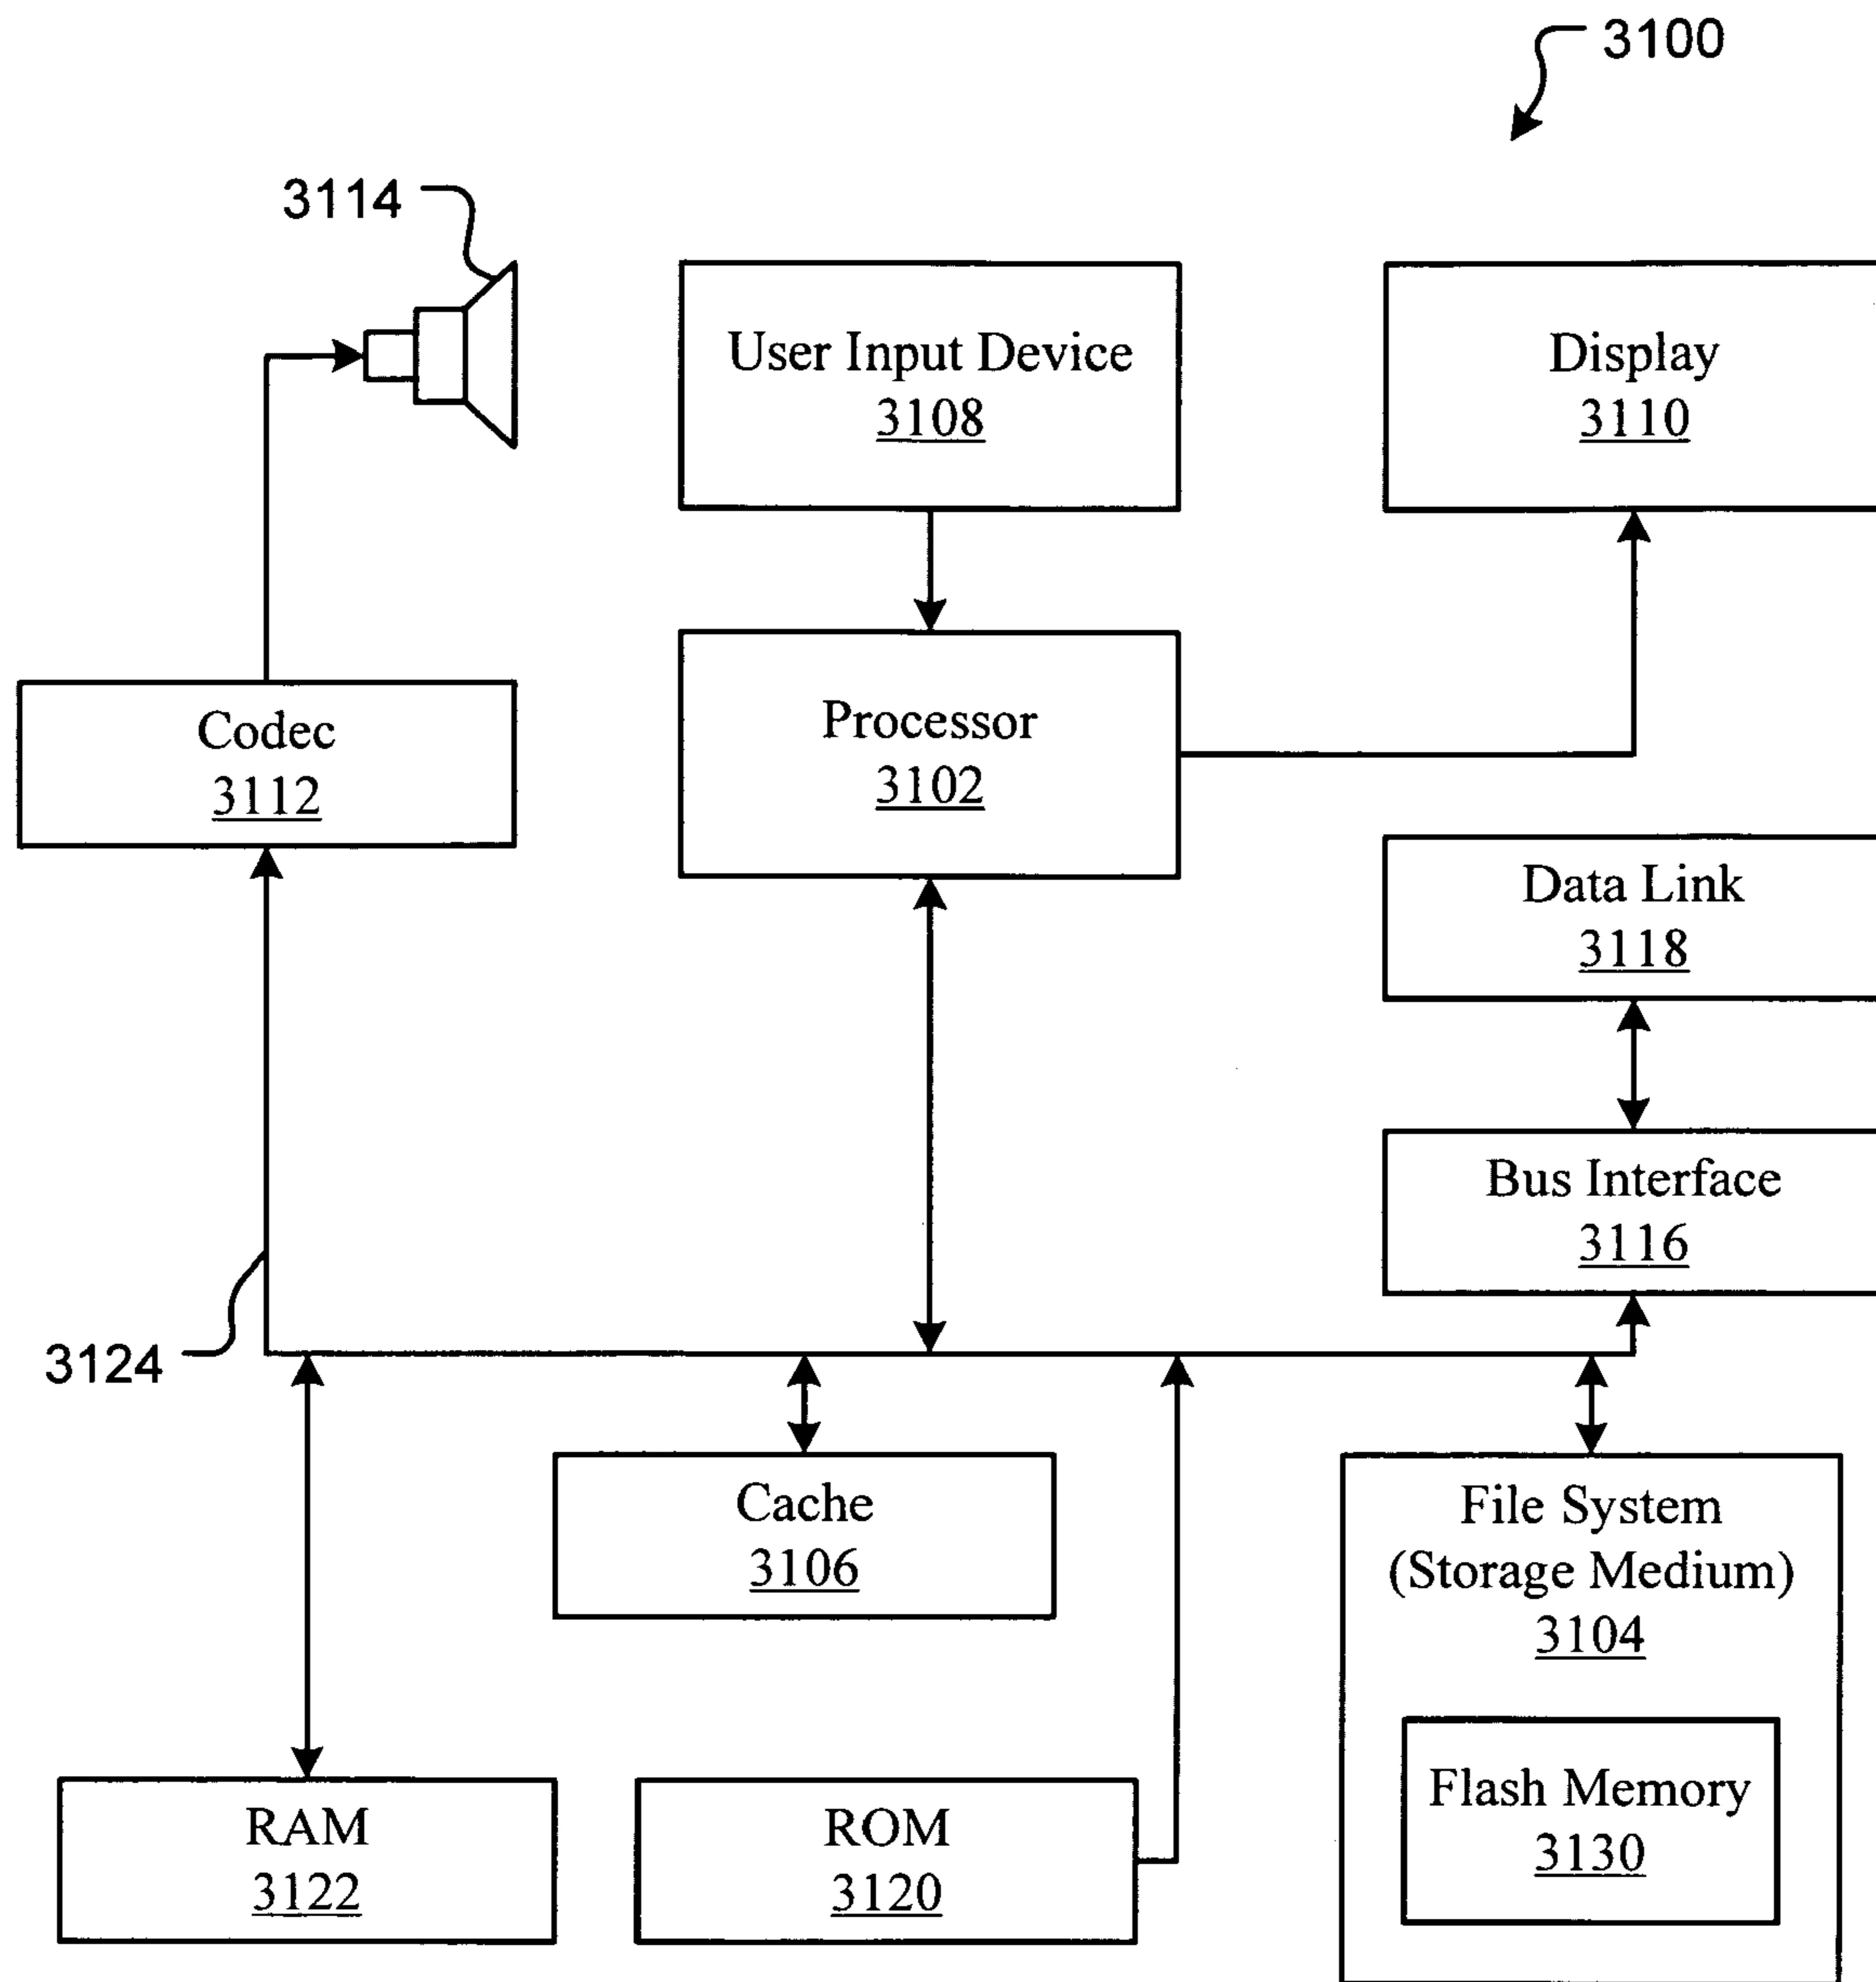 3100
3114
User Input Device
3108
Display
3110
Codec
3112
Processor
3102
Data Link
3118
Bus Interface
3116
3124
Cache
3106
File System
(Storage Medium)
3104
Flash Memory
3130
RAM
3122
ROM
3120